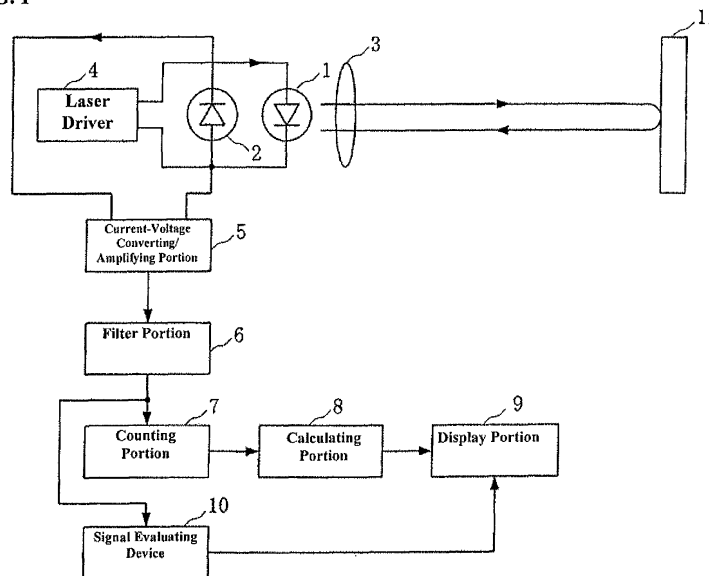 1
3
4
1
Laser
Driver
2
Current-Voltage
Converting/
Amplifying Portion
5
Filter Portion
6
7
8
9
Counting
Portion
Calculating
Portion
Display Portion
10
Signal Evaluating
Device